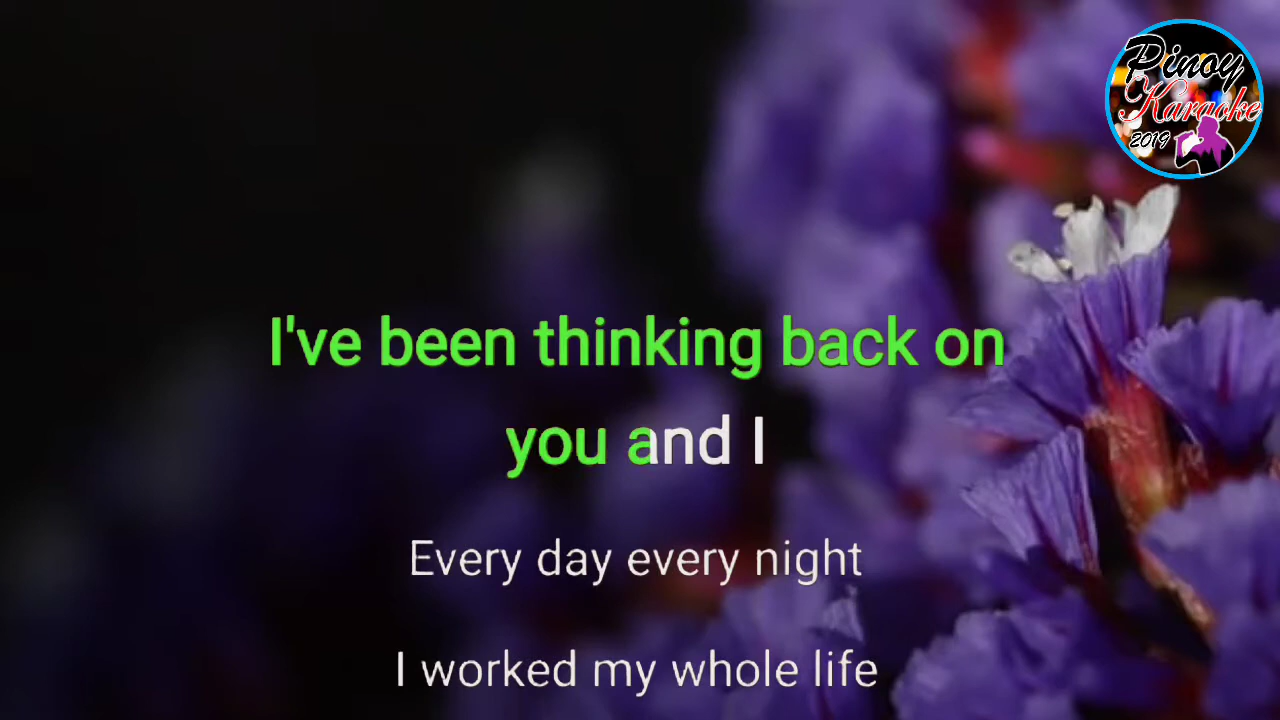 Pinoy
Karaoke
2019
I've been thinking back on
you and I
Every day every night
I worked my whole life